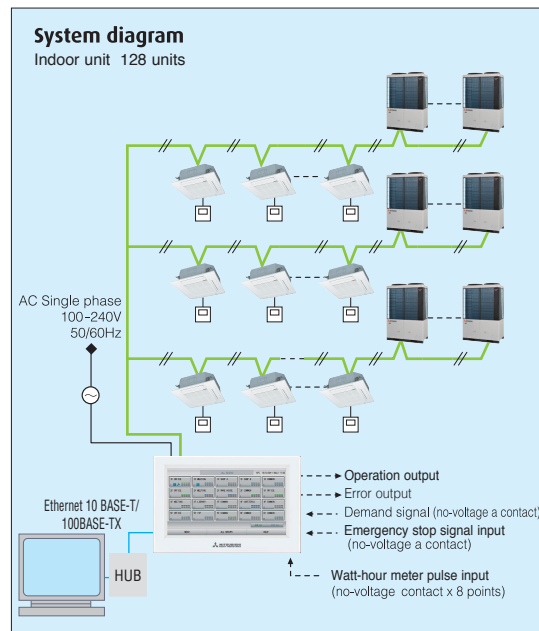 System diagram
Indoor unit 128 units
AC Single phase
100-240V
50/60Hz
Ethernet 10 BASE-T/
100BASE-TX
HUB
Operation output
Error output
Demand signal (no-voltage a contact)
Emergency stop signal input
(no-voltage a contact)
Watt-hour meter pulse input
(no-voltage contact x 8 points)